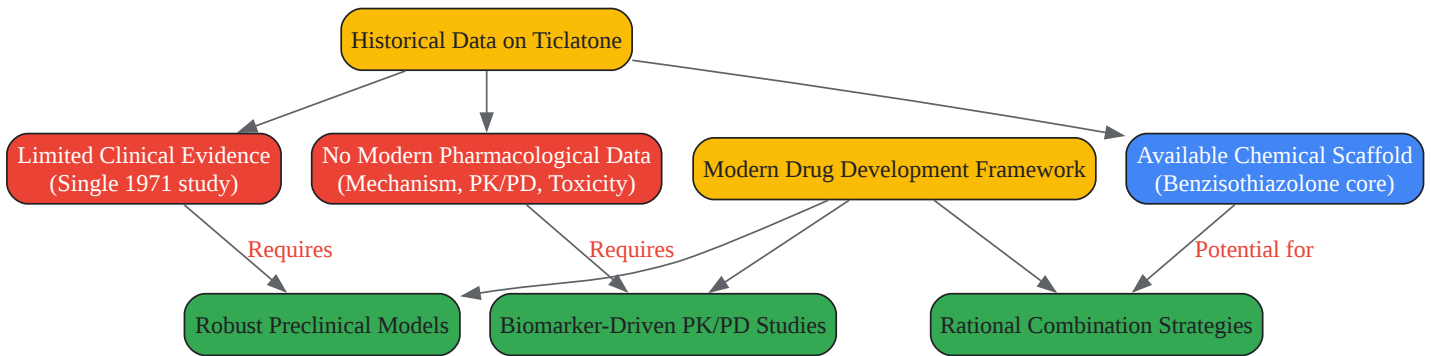 Historical Data on Ticlatone
Limited Clinical Evidence
(Single 1971 study)
No Modern Pharmacological Data
(Mechanism, PK/PD, Toxicity)
Modern Drug Development Framework
Available Chemical Scaffold
(Benzisothiazolone core)
Requires
Requires
Potential for
Robust Preclinical Models
Biomarker-Driven PK/PD Studies
Rational Combination Strategies